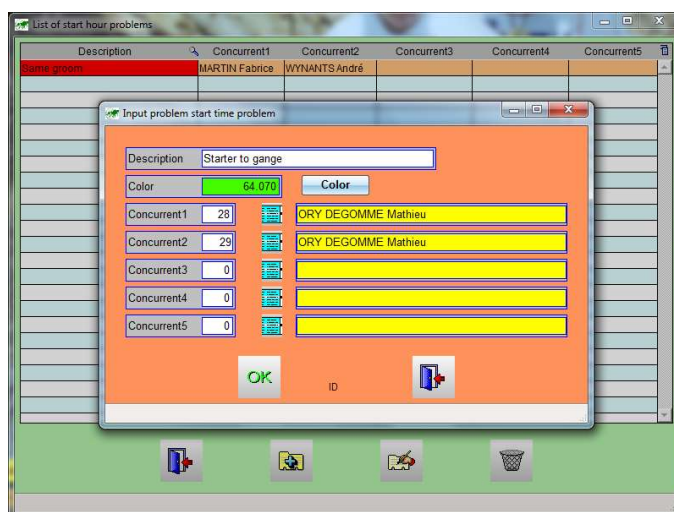 List of start hour problems
Description Concurrent1 Concurrent2 Concurrent3 Concurrent4 Concurrent5
Same groom MARTIN Fabrice WYNANTS André
Input problem start time problem
Description Starter to gange
Color 64.070 Color
Concurrent1 28 ORY DEGOMME Mathieu
Concurrent2 29 ORY DEGOMME Mathieu
Concurrent3 0
Concurrent4 0
Concurrent5 0
OK ID